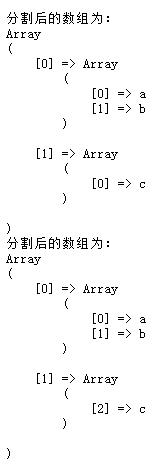 分割后的数组为：
Array
(
    [0] => Array
        (
            [0] => a
            [1] => b
        )

    [1] => Array
        (
            [0] => c
        )

)
分割后的数组为：
Array
(
    [0] => Array
        (
            [0] => a
            [1] => b
        )

    [1] => Array
        (
            [2] => c
        )

)